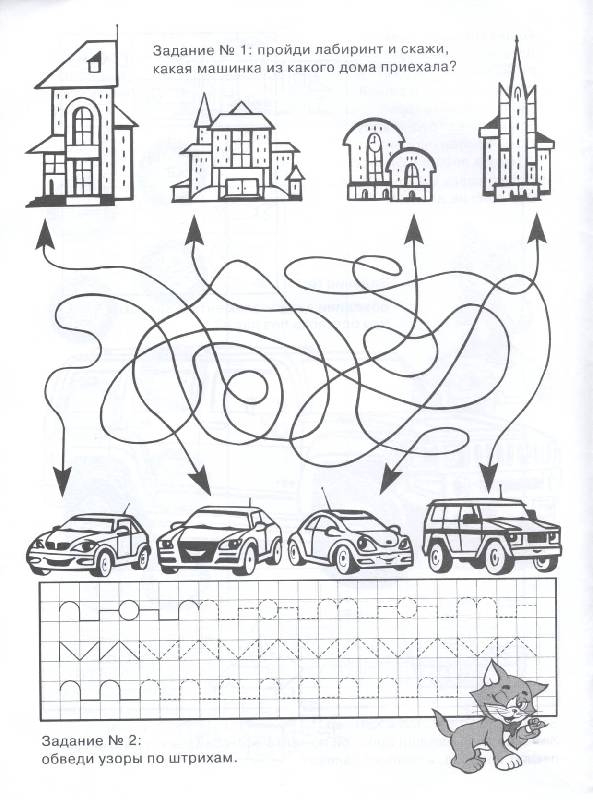 Задание № 1: пройди лабиринт и скажи,
какая машинка из какого дома приехала?
Задание № 2:
обведи узоры по штрихам.